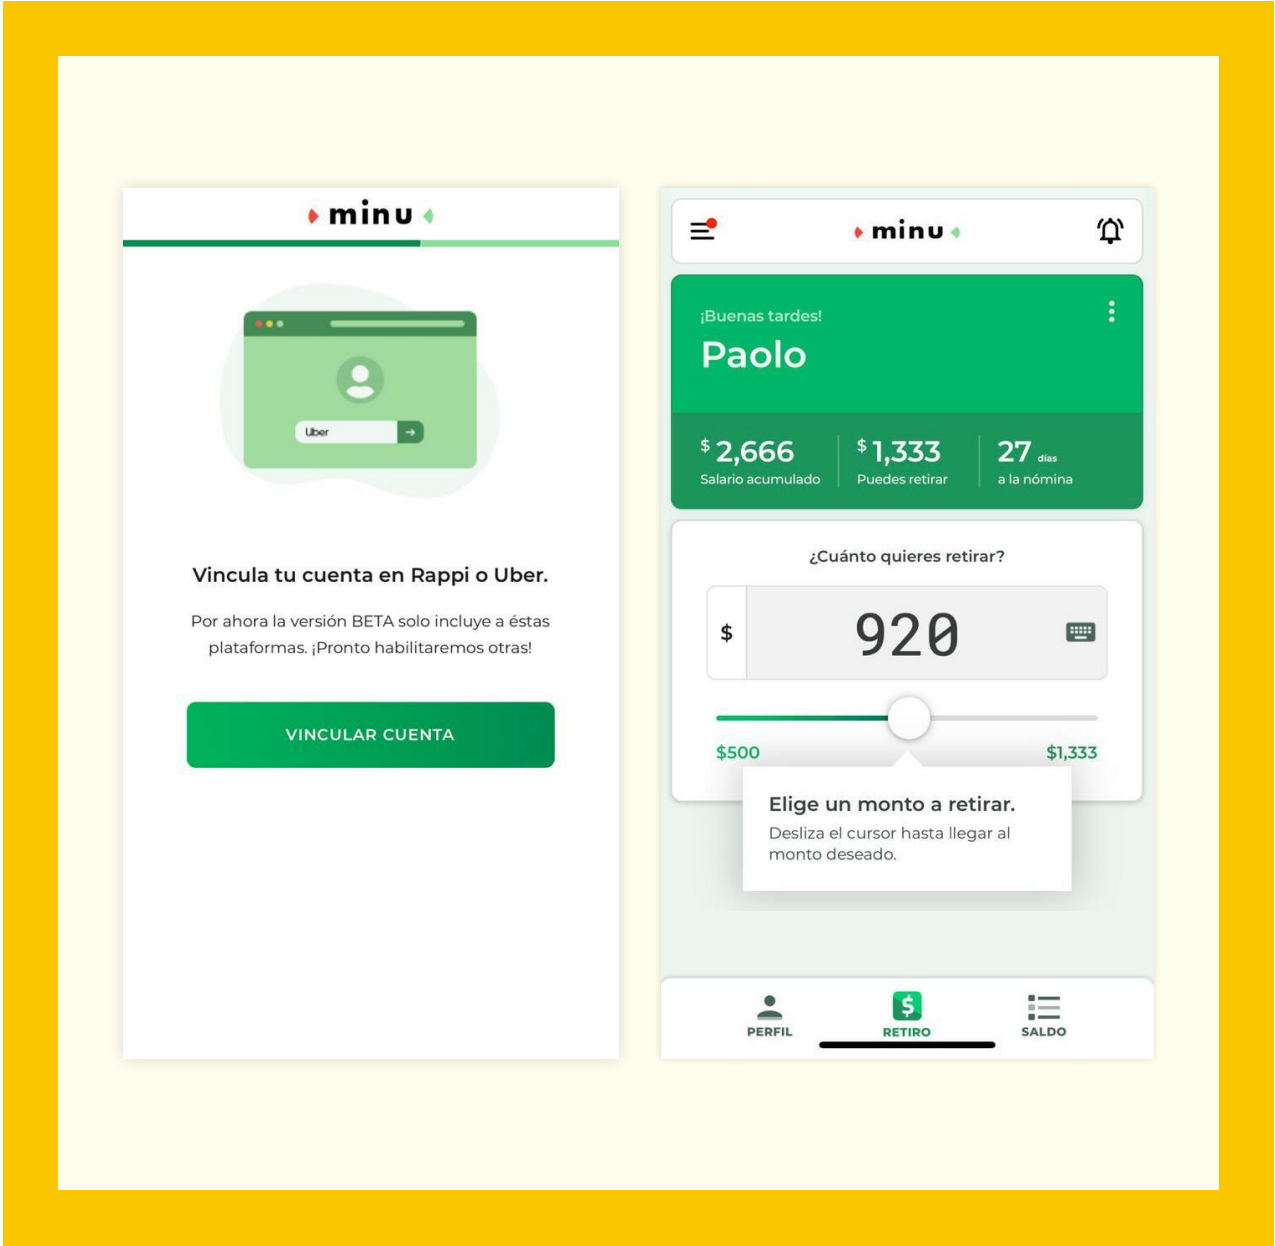 minu
Uber
Vincula tu cuenta en Rappi o Uber.
Por ahora la versión BETA solo incluye a éstas
plataformas. ¡Pronto habilitaremos otras!
VINCULAR CUENTA
minu
¡Buenas tardes!
Paolo
$ 2,666 $ 1,333 27 días
Salario acumulado Puedes retirar a la nómina
¿Cuánto quieres retirar?
$ 920
$500 $1,333
Elige un monto a retirar.
Desliza el cursor hasta llegar al
monto deseado.
$
PERFIL RETIRO SALDO